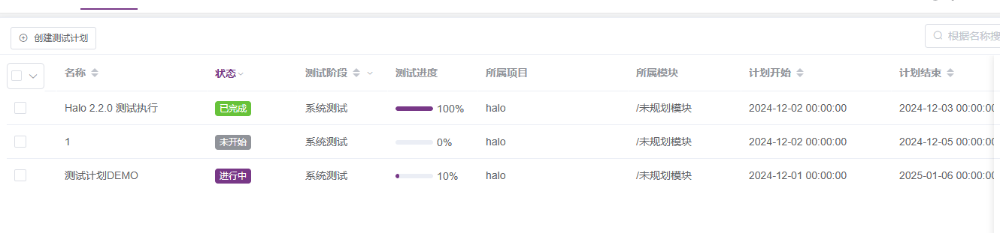 创建测试计划
根据名称搜
名称 状态 测试阶段 测试进度 所属项目 所属模块 计划开始 计划结束
Halo 2.2.0 测试执行 已完成 系统测试 100% halo /未规划模块 2024-12-02 00:00:00 2024-12-03 00:00:00
1 未开始 系统测试 0% halo /未规划模块 2024-12-02 00:00:00 2024-12-05 00:00:00
测试计划DEMO 进行中 系统测试 10% halo /未规划模块 2024-12-01 00:00:00 2025-01-06 00:00:00